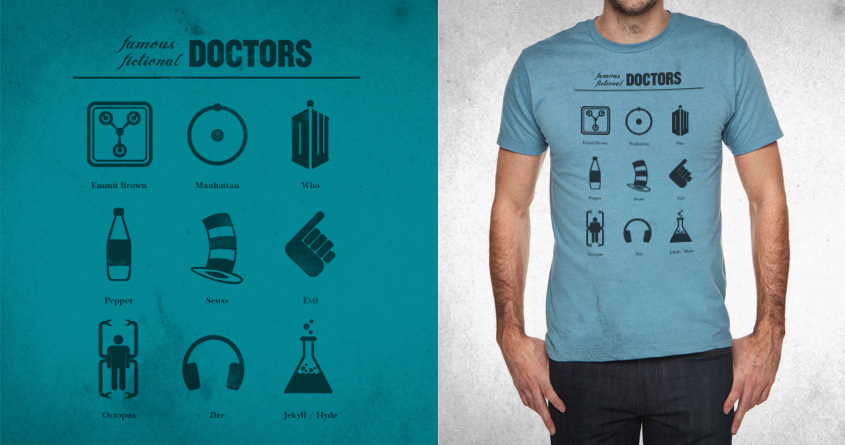 famous
fictional DOCTORS
Emmit Brown Manhattan Who
Pepper Seuss Evil
Octopus Dre Jekyll / Hyde
famous
fictional DOCTORS
Emmit Brown Manhattan Who
Pepper Seuss Evil
Octopus Dre Jekyll / Hyde